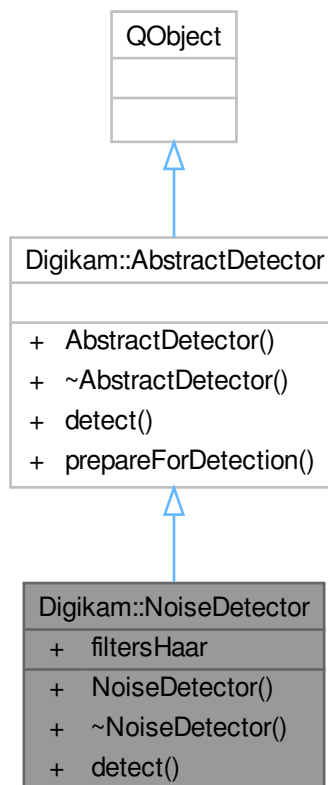 QObject
Digikam::AbstractDetector
+ AbstractDetector()
+ ~AbstractDetector()
+ detect()
+ prepareForDetection()
Digikam::NoiseDetector
+ filtersHaar
+ NoiseDetector()
+ ~NoiseDetector()
+ detect()